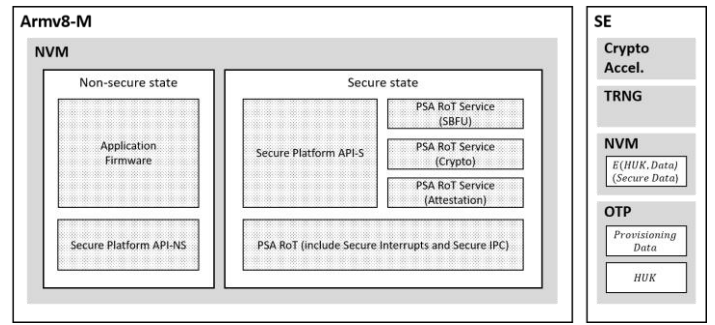 Armv8-M
NVM
Non-secure state
Application
Firmware
Secure Platform API-NS
Secure state
Secure Platform API-S
PSA RoT Service
(SBFU)
PSA RoT Service
(Crypto)
PSA RoT Service
(Attestation)
PSA RoT (include Secure Interrupts and Secure IPC)
SE
Crypto
Accel.
TRNG
NVM
E(HUK, Data)
(Secure Data)
OTP
Provisioning
Data
HUK